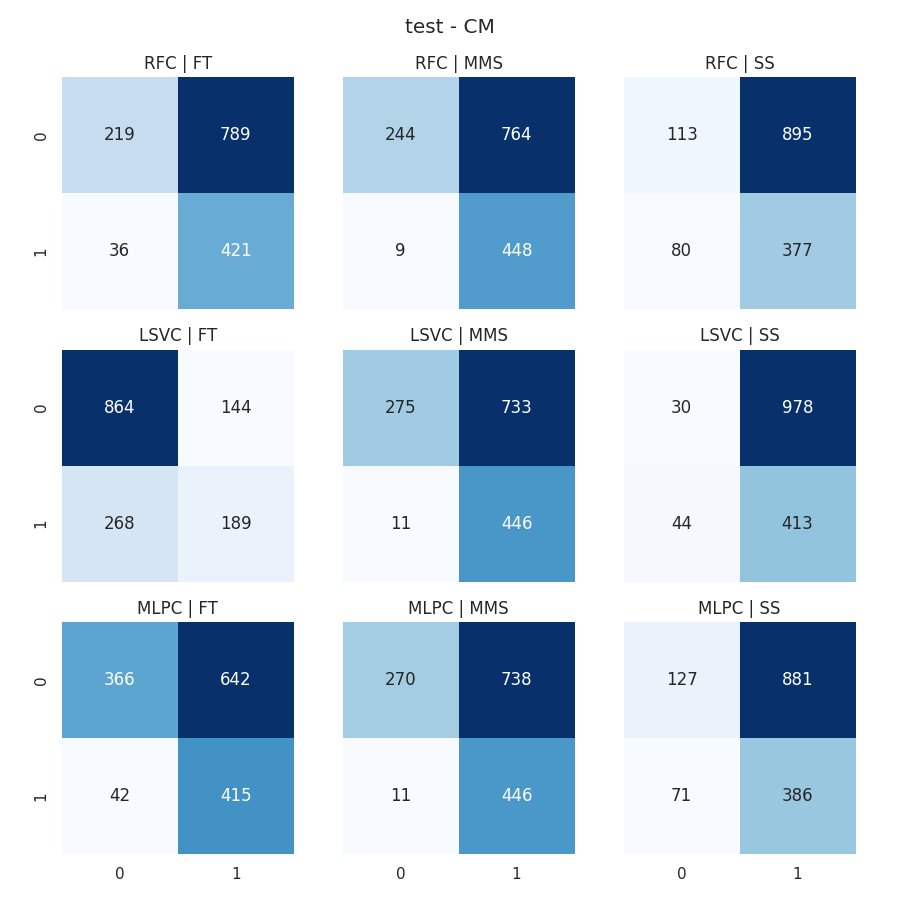 test - CM
RFC | FT RFC | MMS RFC | SS
0 219 789 244 764 113 895
1 36 421 9 448 80 377
LSVC | FT LSVC | MMS LSVC | SS
0 864 144 275 733 30 978
1 268 189 11 446 44 413
MLPC | FT MLPC | MMS MLPC | SS
0 366 642 270 738 127 881
1 42 415 11 446 71 386
0 1 0 1 0 1